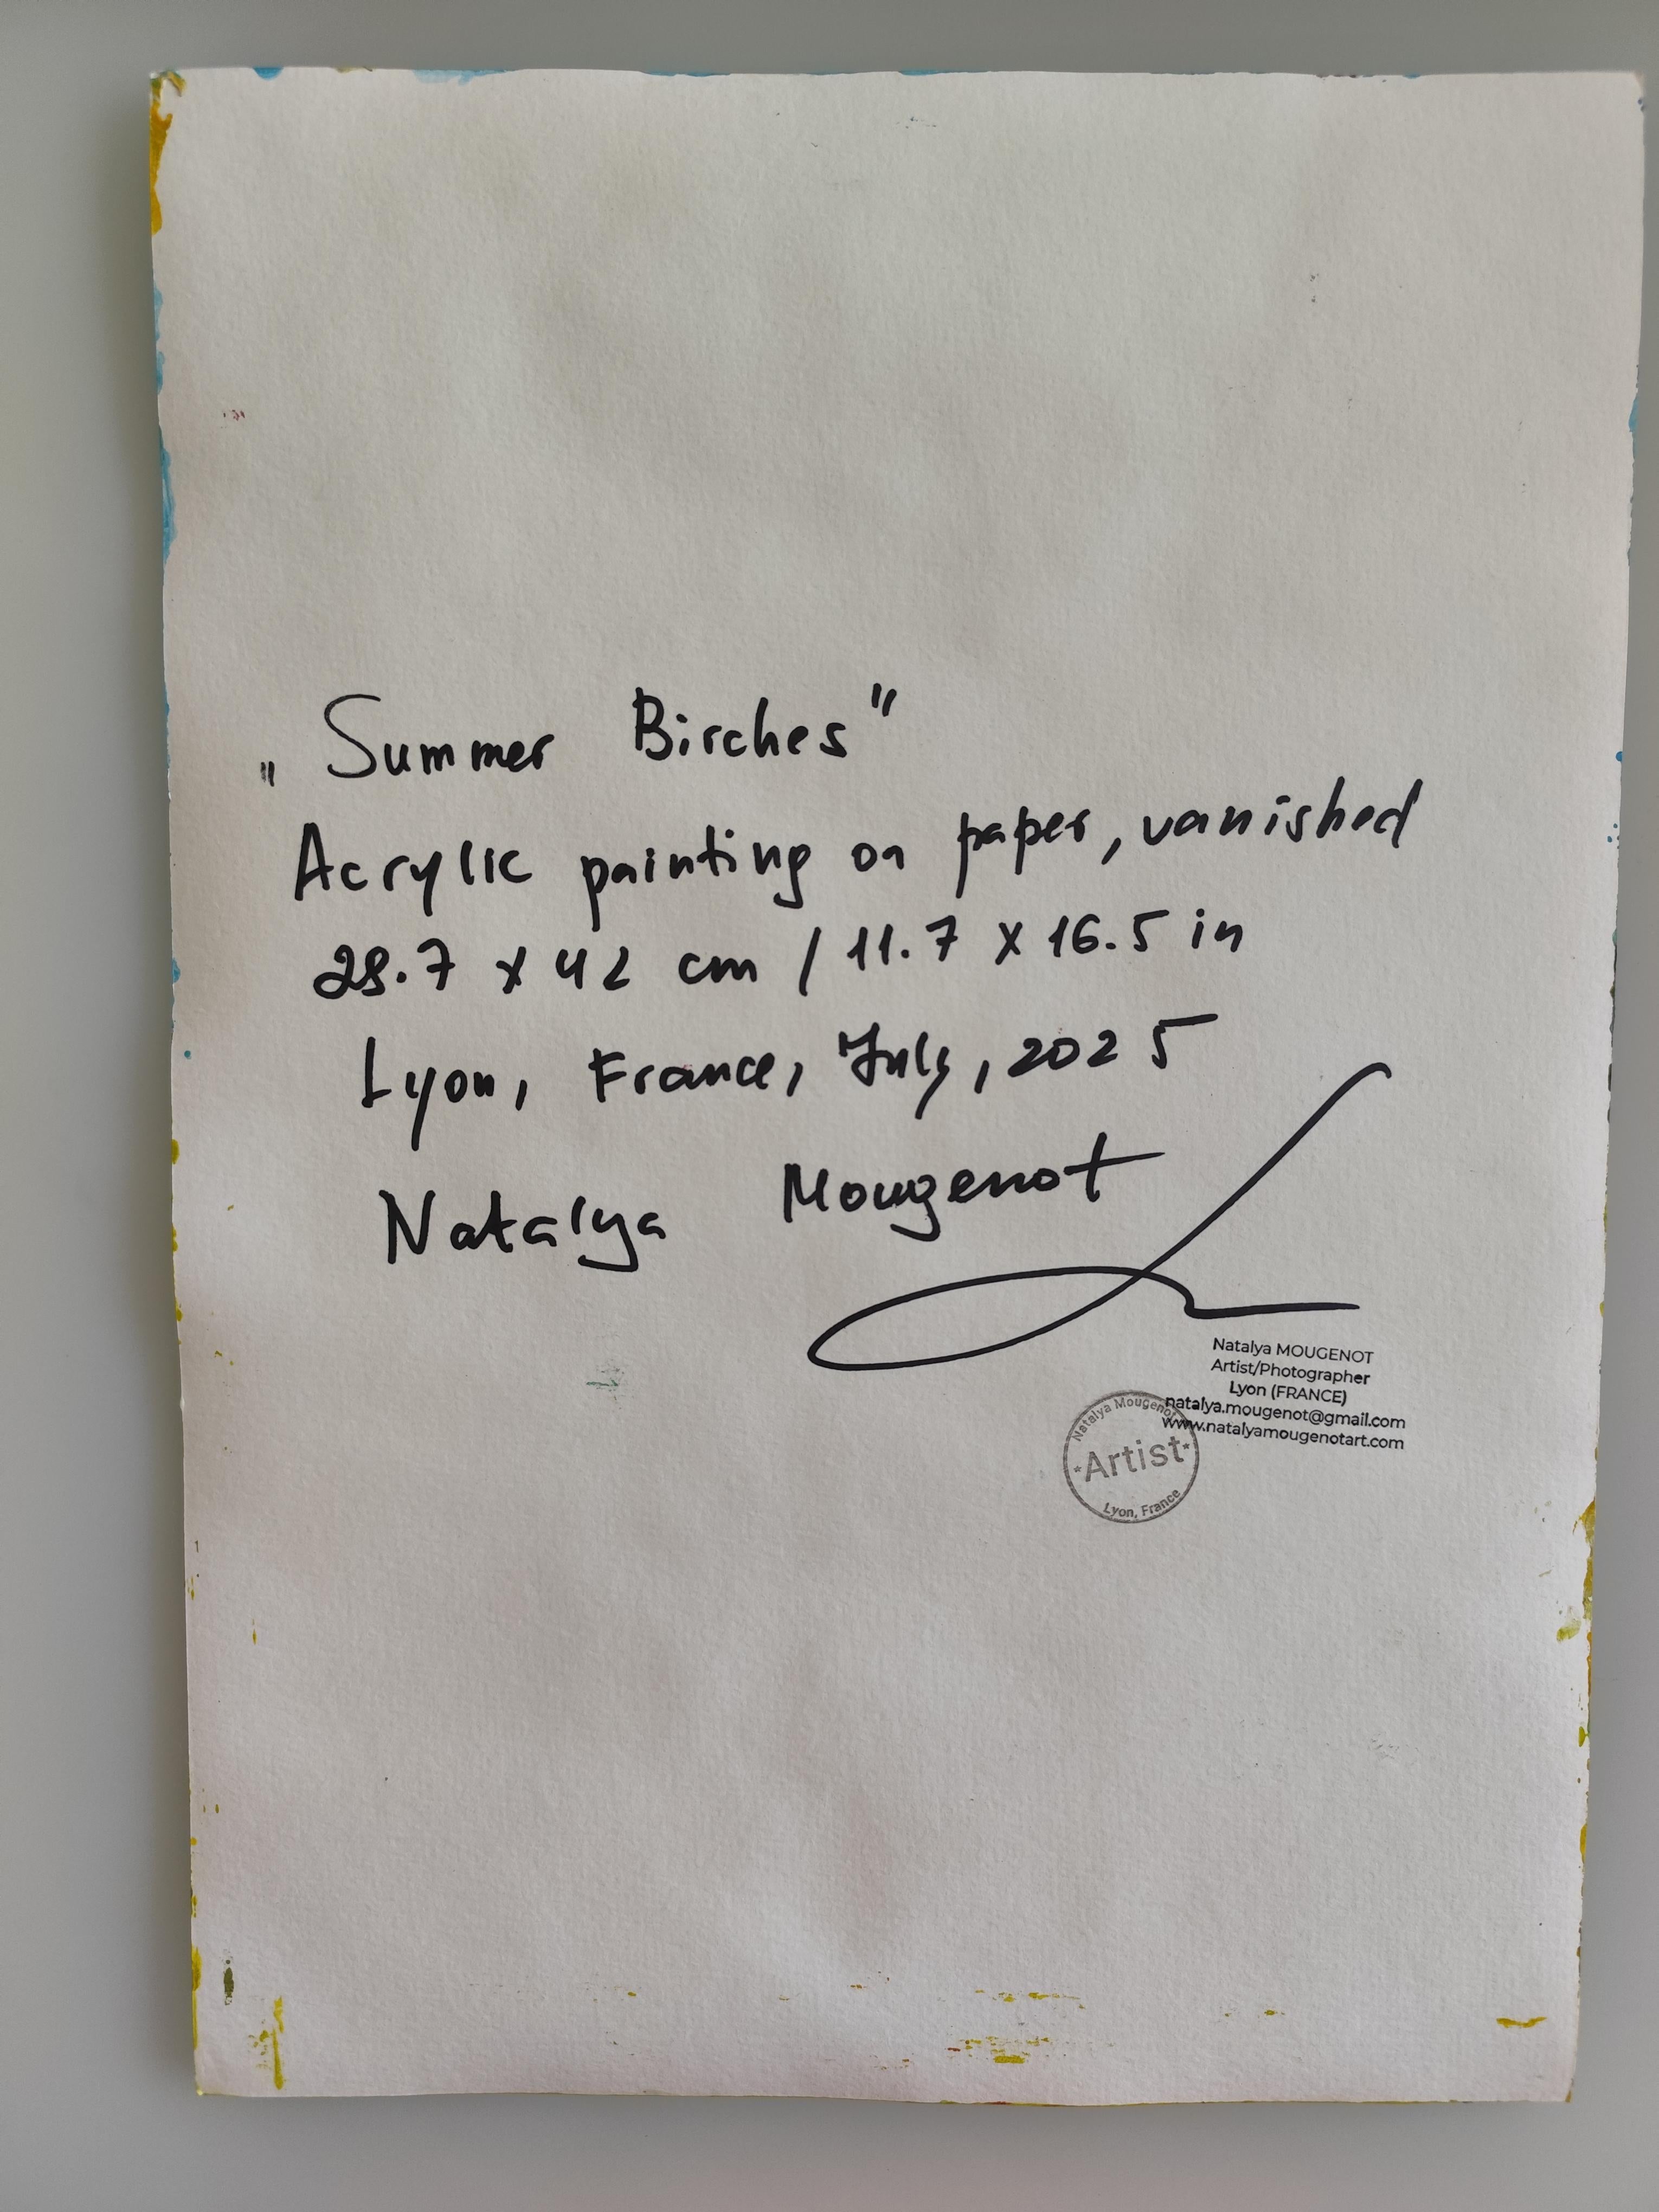 „Summer Birches"
Acrylic painting on paper, vanished
29.7 x 42 cm / 11.7 x 16.5 in
Lyon, France, July, 2025
Natalya Mougenot
Natalya MOUGENOT
Artist/Photographer
Lyon (FRANCE)
natalya.mougenot@gmail.com
www.natalyamougenotart.com
Natalya Mougenot
Artist
Lyon, France